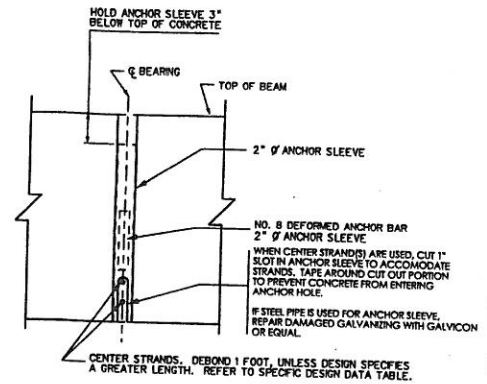 HOLD ANCHOR SLEEVE 3"
BELOW TOP OF CONCRETE
℄ BEARING
TOP OF BEAM
2" Ø ANCHOR SLEEVE
NO. 8 DEFORMED ANCHOR BAR
2" Ø ANCHOR SLEEVE
WHEN CENTER STRAND(S) ARE USED, CUT 1"
SLOT IN ANCHOR SLEEVE TO ACCOMODATE
STRANDS. TAPE AROUND CUT OUT PORTION
TO PREVENT CONCRETE FROM ENTERING
ANCHOR HOLE.
IF STEEL PIPE IS USED FOR ANCHOR SLEEVE,
REPAIR DAMAGED GALVANIZING WITH GALVICON
OR EQUAL.
CENTER STRANDS. DEBOND 1 FOOT, UNLESS DESIGN SPECIFIES
A GREATER LENGTH. REFER TO SPECIFIC DESIGN DATA TABLE.